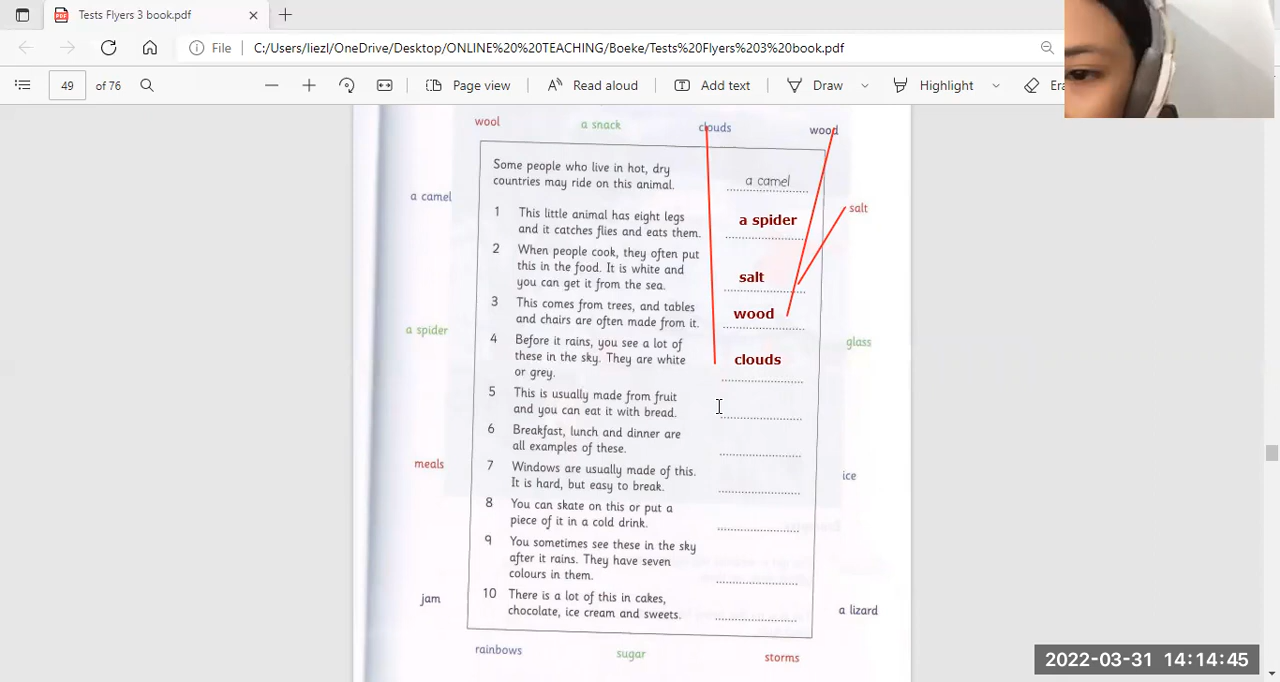 Tests Flyers 3 book.pdf
File C:/Users/liezl/OneDrive/Desktop/ONLINE%20%20TEACHING/Boeke/Tests%20Flyers%203%20book.pdf
49 of 76 Page view Read aloud Add text Draw Highlight
wool a snack clouds wood
Some people who live in hot, dry
countries may ride on this animal.
a camel
a camel
salt
1 This little animal has eight legs
and it catches flies and eats them.
a spider
2 When people cook, they often put
this in the food. It is white and
you can get it from the sea.
salt
3 This comes from trees, and tables
and chairs are often made from it.
wood
a spider
glass
4 Before it rains, you see a lot of
these in the sky. They are white
or grey.
clouds
5 This is usually made from fruit
and you can eat it with bread.
6 Breakfast, lunch and dinner are
all examples of these.
meals
ice
7 Windows are usually made of this.
It is hard, but easy to break.
8 You can skate on this or put a
piece of it in a cold drink.
9 You sometimes see these in the sky
after it rains. They have seven
colours in them.
10 There is a lot of this in cakes,
chocolate, ice cream and sweets.
jam
a lizard
rainbows sugar storms
2022-03-31 14:14:45